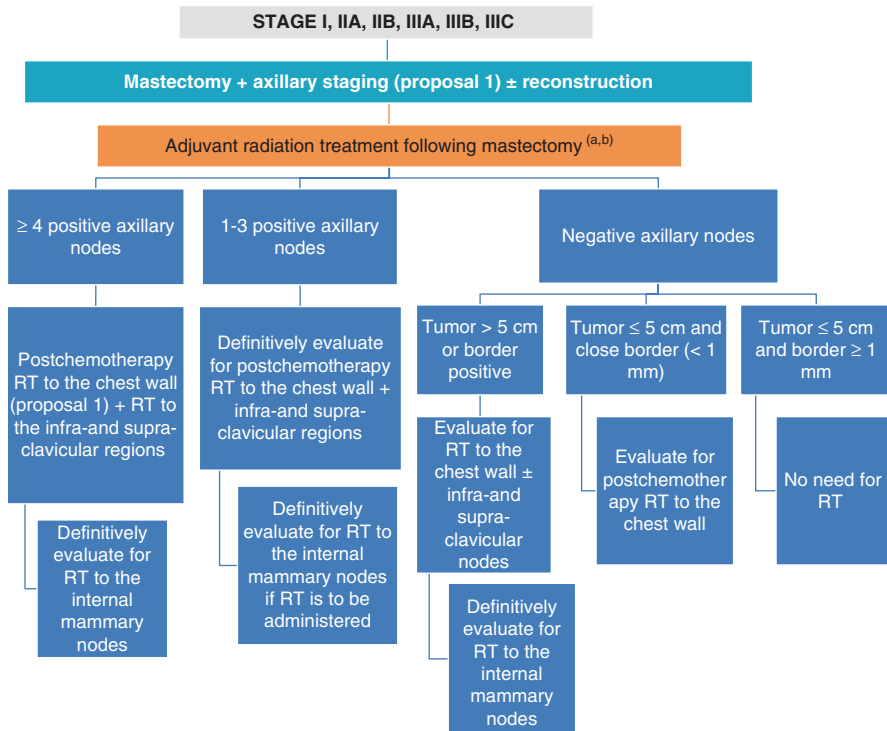 STAGE I, IIA, IIB, IIIA, IIIB, IIIC
Mastectomy + axillary staging (proposal 1) ± reconstruction
Adjuvant radiation treatment following mastectomy (a,b)
≥ 4 positive axillary
nodes
1-3 positive axillary
nodes
Negative axillary nodes
Postchemotherapy
RT to the chest wall
(proposal 1) + RT to
the infra-and supra-
clavicular regions
Definitively evaluate
for postchemotherapy
RT to the chest wall +
infra-and supra-
clavicular regions
Tumor > 5 cm
or border
positive
Tumor ≤ 5 cm and
close border (< 1
mm)
Tumor ≤ 5 cm
and border ≥ 1
mm
Evaluate for
RT to the
chest wall ±
infra-and
supra-
clavicular
nodes
Evaluate for
postchemother
apy RT to the
chest wall
No need for
RT
Definitively
evaluate for
RT to the
internal
mammary
nodes
Definitively
evaluate for RT to
the internal
mammary nodes
if RT is to be
administered
Definitively
evaluate for
RT to the
internal
mammary
nodes